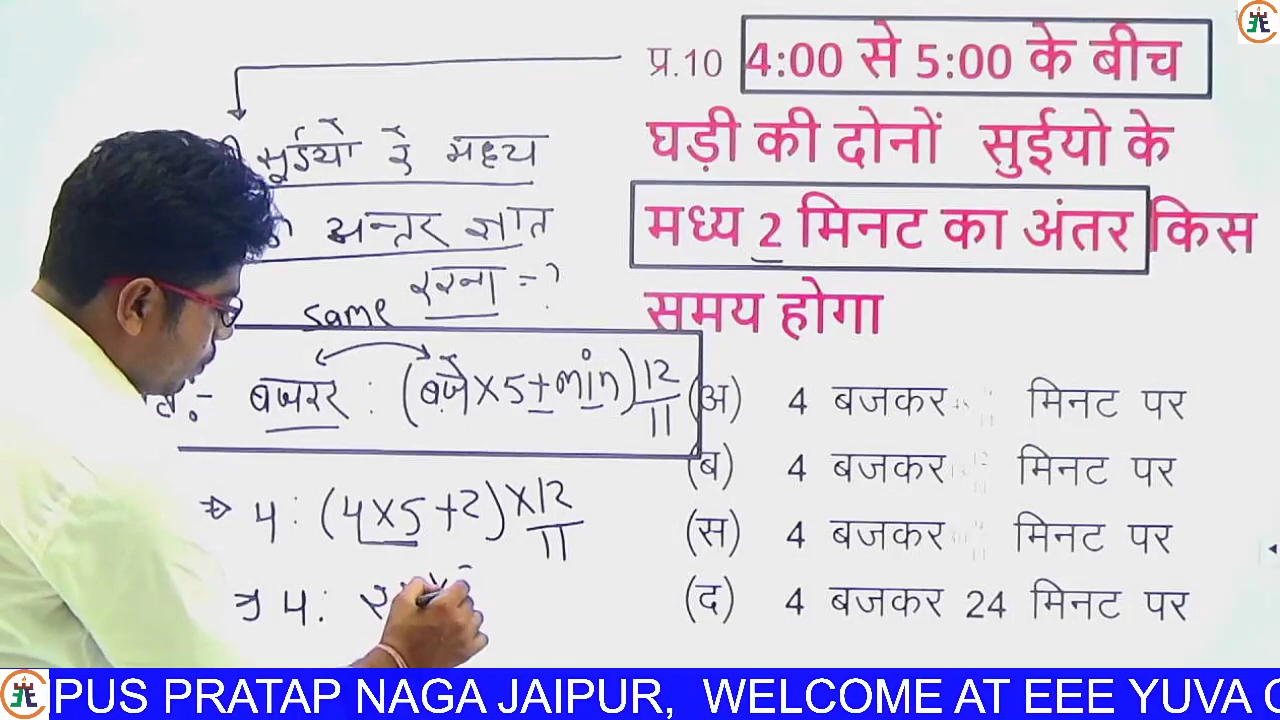 प्र.10 4:00 से 5:00 के बीच
घड़ी की दोनों सुईयो के
मध्य 2 मिनट का अंतर किस
समय होगा
सुईयों के मध्य
अन्तर ज्ञात
करना = ?
same
बजकर : (बजे × 5 ± min) 12/11
⇒ 4 : (4×5+2) × 12/11
4 :
(अ) 4 बजकर मिनट पर
(ब) 4 बजकर मिनट पर
(स) 4 बजकर मिनट पर
(द) 4 बजकर 24 मिनट पर
PUS PRATAP NAGA JAIPUR, WELCOME AT EEE YUVA